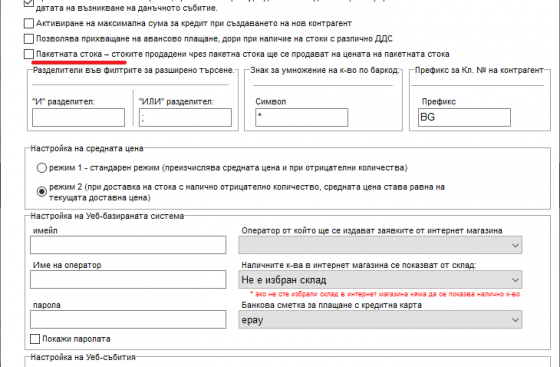 датата на възникване на данъчното събитие.
Активиране на максимална сума за кредит при създаването на нов контрагент
Позволява прихващане на авансово плащане, дори при наличие на стоки с различно ДДС
Пакетната стока – стоките продадени чрез пакетна стока ще се продават на цената на пакетната стока
Разделители във филтрите за разширено търсене.
Знак за умножение на к-во по баркод:
Префикс за Кл. № на контрагент
"И" разделител:
"ИЛИ" разделител:
Символ
Префикс
;
*
BG
Настройка на средната цена
режим 1 - стандарен режим (преизчислява средната цена и при отрицателни количества)
режим 2 (при доставка на стока с налично отрицателно количество, средната цена става равна на
текущата доставна цена)
Настройка на Уеб-базираната система
имейл
Оператор от който ще се издават заявките от интернет магазина
Име на оператор
Наличните к-ва в интернет магазина се показват от склад:
Не е избран склад
* ако не сте избрали склад в интернет магазина няма да се показва налично к-во
парола
Банкова сметка за плащане с кредитна карта
epay
Покажи паролата
Настройка на Уеб-събития